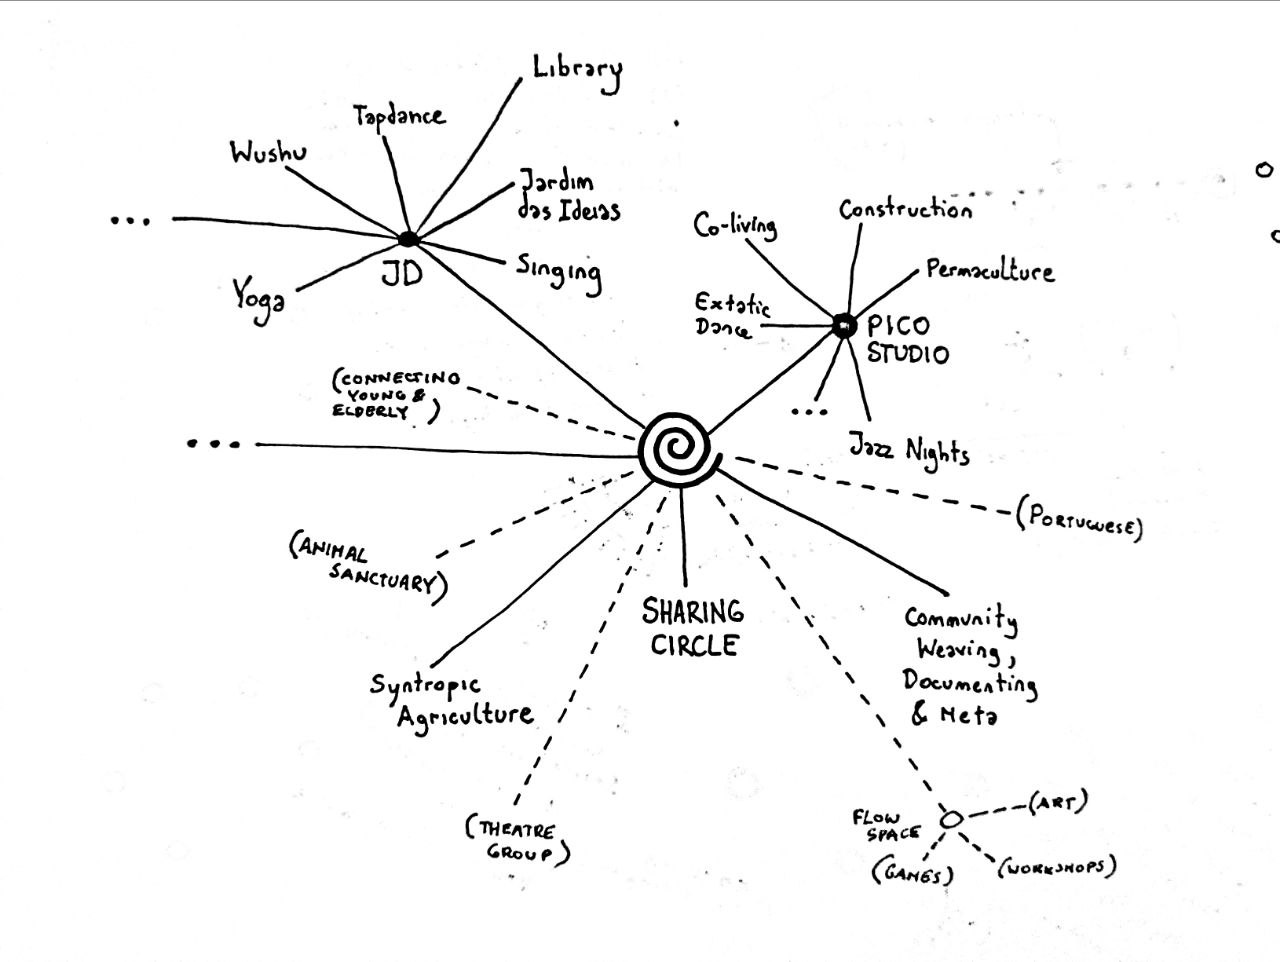 Library
Tapdance
Wushu
Jardim
das Ideias
...
Singing
JD
Yoga
Construction
Co-living
Permaculture
Extatic
Dance
PICO
STUDIO
...
Jazz Nights
(CONNECTING
YOUNG &
ELDERLY)
...
(PORTUGUESE)
(ANIMAL
SANCTUARY)
SHARING
CIRCLE
Community
Weaving,
Documenting
& Meta
Syntropic
Agriculture
(THEATRE
GROUP)
FLOW
SPACE
(ART)
(GAMES)
(WORKSHOPS)